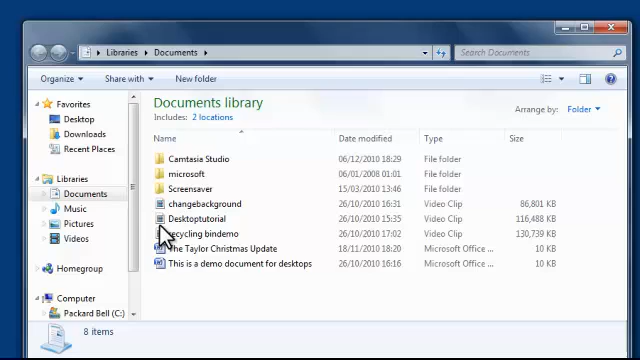 Libraries Documents Search Documents
Organize Share with New folder
Favorites
Desktop
Downloads
Recent Places
Libraries
Documents
Music
Pictures
Videos
Homegroup
Computer
Packard Bell (C:)
Documents library
Includes: 2 locations
Arrange by: Folder
Name Date modified Type Size
Camtasia Studio 06/12/2010 18:29 File folder
microsoft 06/01/2008 01:01 File folder
Screensaver 15/03/2010 13:46 File folder
changebackground 26/10/2010 16:31 Video Clip 86,801 KB
Desktoptutorial 26/10/2010 15:35 Video Clip 116,488 KB
recycling bindemo 26/10/2010 17:02 Video Clip 130,739 KB
The Taylor Christmas Update 18/11/2010 18:20 Microsoft Office ... 10 KB
This is a demo document for desktops 26/10/2010 16:16 Microsoft Office ... 10 KB
8 items